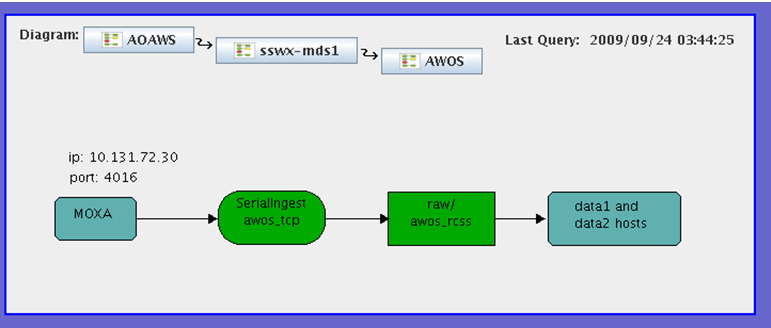 Diagram: AOAWS sswx-mds1 AWOS
Last Query: 2009/09/24 03:44:25
ip: 10.131.72.30
port: 4016
MOXA
SerialIngest
awos_tcp
raw/
awos_rcss
data1 and
data2 hosts